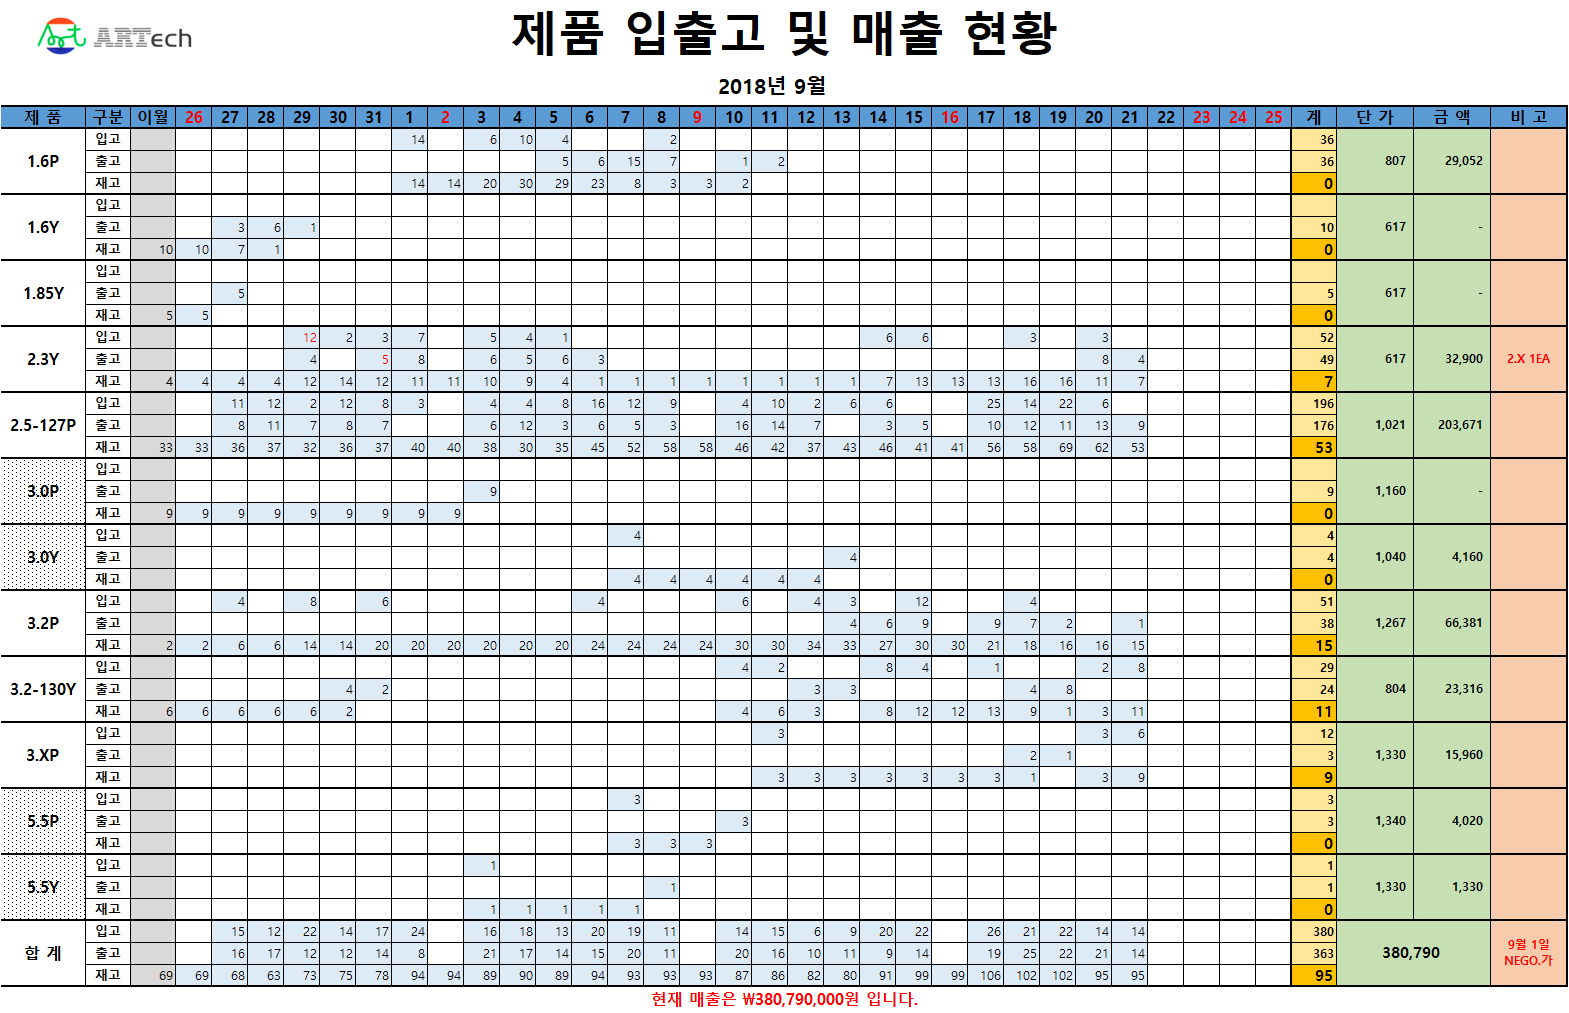 ARTech
제품 입출고 및 매출 현황
2018년 9월
제 품 구분 이월 26 27 28 29 30 31 1 2 3 4 5 6 7 8 9 10 11 12 13 14 15 16 17 18 19 20 21 22 23 24 25 계 단 가 금 액 비 고
입고 14 6 10 4 2 36
1.6P 출고 5 6 15 7 1 2 36 807 29,052
재고 14 14 20 30 29 23 8 3 3 2 0
입고
1.6Y 출고 3 6 1 10 617 -
재고 10 10 7 1 0
입고
1.85Y 출고 5 5 617 -
재고 5 5 0
입고 12 2 3 7 5 4 1 6 6 3 3 52
2.3Y 출고 4 5 8 6 5 6 3 8 4 49 617 32,900 2.X 1EA
재고 4 4 4 4 12 14 12 11 11 10 9 4 1 1 1 1 1 1 1 1 7 13 13 13 16 16 11 7 7
입고 11 12 2 12 8 3 4 4 8 16 12 9 4 10 2 6 6 25 14 22 6 196
2.5-127P 출고 8 11 7 8 7 6 12 3 6 5 3 16 14 7 3 5 10 12 11 13 9 176 1,021 203,671
재고 33 33 36 37 32 36 37 40 40 38 30 35 45 52 58 58 46 42 37 43 46 41 41 56 58 69 62 53 53
입고
3.0P 출고 9 9 1,160 -
재고 9 9 9 9 9 9 9 9 9 0
입고 4 4
3.0Y 출고 4 4 1,040 4,160
재고 4 4 4 4 4 4 0
입고 4 8 6 4 6 4 3 12 4 51
3.2P 출고 4 6 9 9 7 2 1 38 1,267 66,381
재고 2 2 6 6 14 14 20 20 20 20 20 20 24 24 24 24 30 30 34 33 27 30 30 21 18 16 16 15 15
입고 4 2 8 4 1 2 8 29
3.2-130Y 출고 4 2 3 3 4 8 24 804 23,316
재고 6 6 6 6 6 2 4 6 3 8 12 12 13 9 1 3 11 11
입고 3 3 6 12
3.XP 출고 2 1 3 1,330 15,960
재고 3 3 3 3 3 3 3 1 3 9 9
입고 3 3
5.5P 출고 3 3 1,340 4,020
재고 3 3 3 0
입고 1 1
5.5Y 출고 1 1 1,330 1,330
재고 1 1 1 1 1 0
입고 15 12 22 14 17 24 16 18 13 20 19 11 14 15 6 9 20 22 26 21 22 14 14 380
합 계 출고 16 17 12 12 14 8 21 17 14 15 20 11 20 16 10 11 9 14 19 25 22 21 14 363 380,790 9월 1일
NEGO.가
재고 69 69 68 63 73 75 78 94 94 89 90 89 94 93 93 93 87 86 82 80 91 99 99 106 102 102 95 95 95
현재 매출은 ₩380,790,000원 입니다.